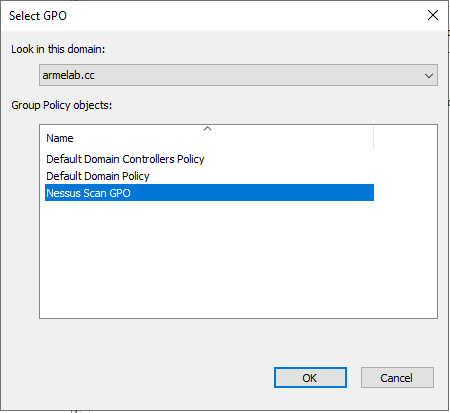 Select GPO
Look in this domain:
armelab.cc
Group Policy objects:
Name
Default Domain Controllers Policy
Default Domain Policy
Nessus Scan GPO
OK
Cancel